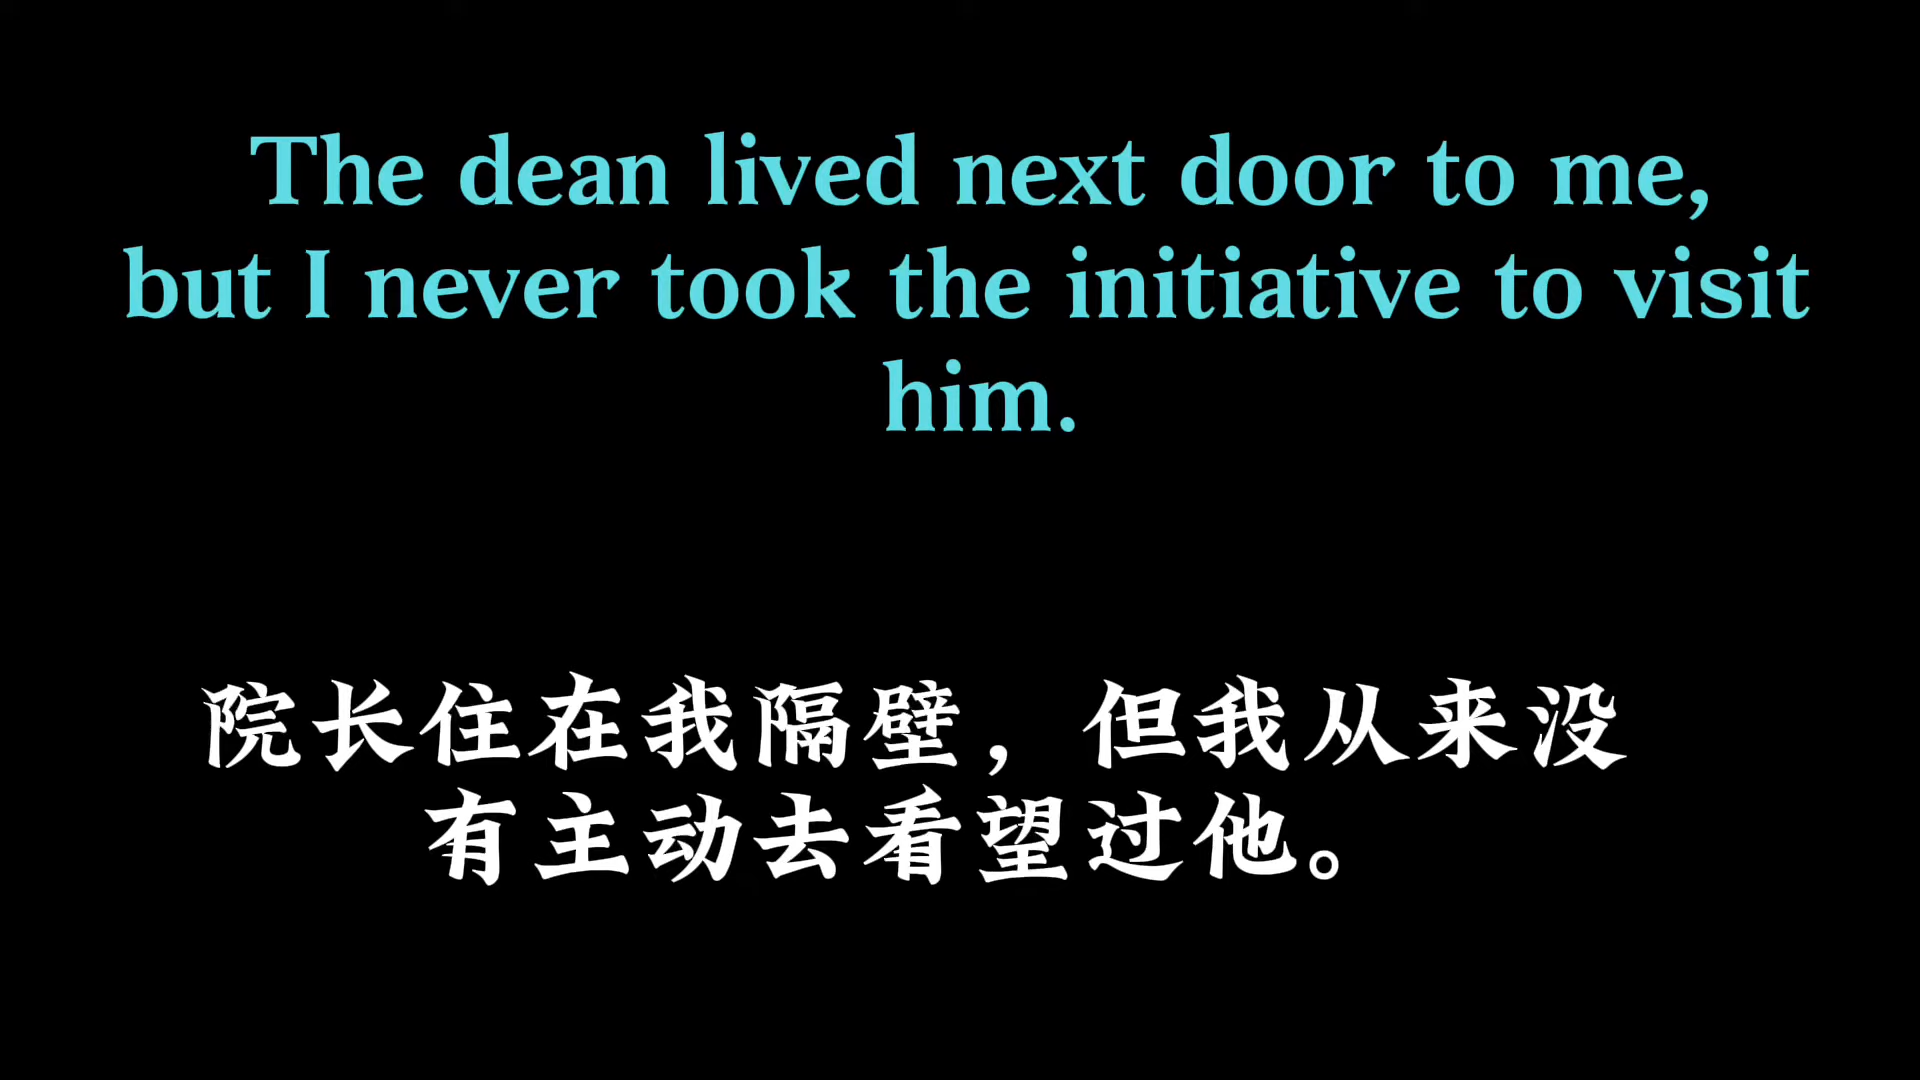 The dean lived next door to me,
but I never took the initiative to visit
him.
院长住在我隔壁，但我从来没
有主动去看望过他。